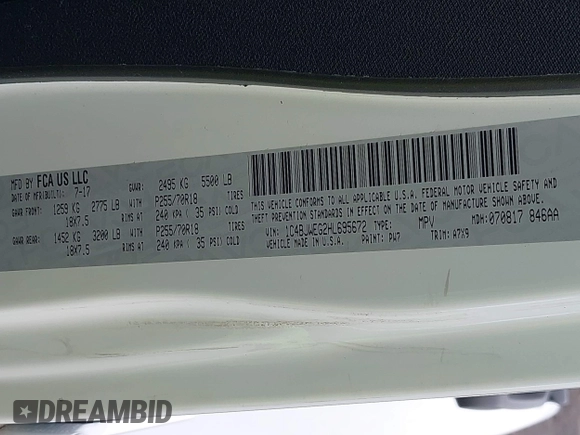 MFD BY FCA US LLC
DATE OF MFR(BUILT): 7-17 GVWR: 2495 KG 5500 LB
GAWR FRONT: 1259 KG 2775 LB WITH P255/70R18 TIRES
18X7.5 RIMS AT 240 KPA ( 35 PSI) COLD
GAWR REAR: 1452 KG 3200 LB WITH P255/70R18 TIRES
18X7.5 RIMS AT 240 KPA ( 35 PSI) COLD
THIS VEHICLE CONFORMS TO ALL APPLICABLE U.S.A. FEDERAL MOTOR VEHICLE SAFETY AND
THEFT PREVENTION STANDARDS IN EFFECT ON THE DATE OF MANUFACTURE SHOWN ABOVE.
VIN: 1C4BJWEG2HL695672 TYPE: MPV MDH: 070817 846AA
VEHICLE MADE IN U.S.A. PAINT: PW7 TRIM: A7X9
DREAMBID